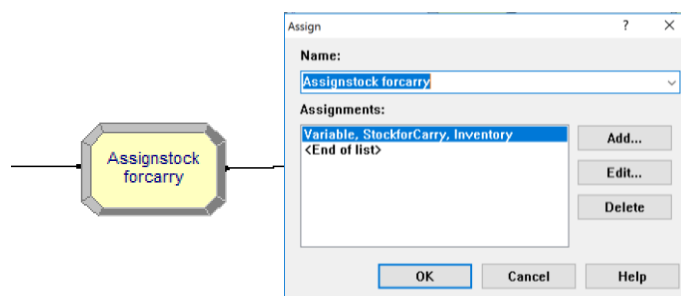 Assignstock
forcarry
Assign ?
Name:
Assignstock forcarry
Assignments:
Variable, StockforCarry, Inventory
<End of list>
Add...
Edit...
Delete
OK Cancel Help